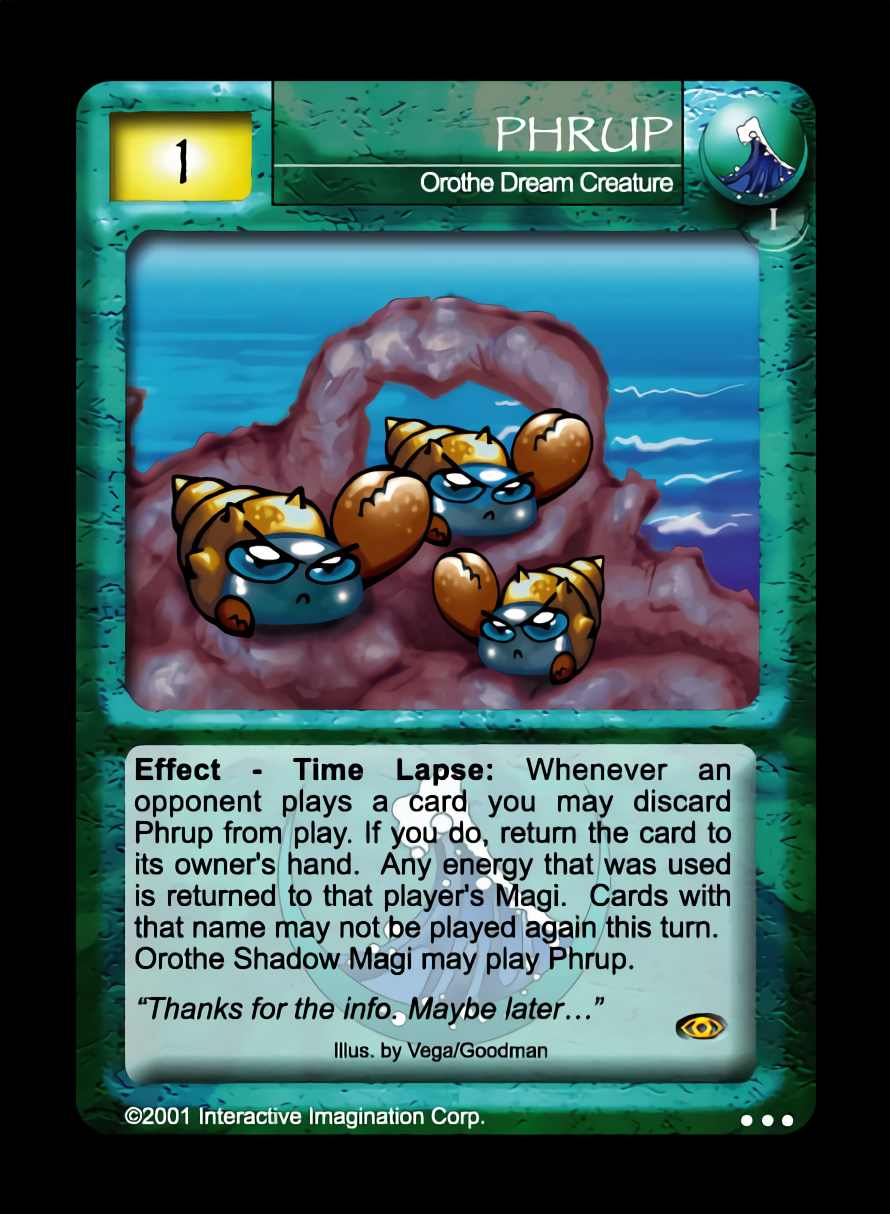 1
PHRUP
Orothe Dream Creature
I
Effect - Time Lapse: Whenever an
opponent plays a card you may discard
Phrup from play. If you do, return the card to
its owner's hand. Any energy that was used
is returned to that player's Magi. Cards with
that name may not be played again this turn.
Orothe Shadow Magi may play Phrup.
“Thanks for the info. Maybe later…”
Illus. by Vega/Goodman
©2001 Interactive Imagination Corp.